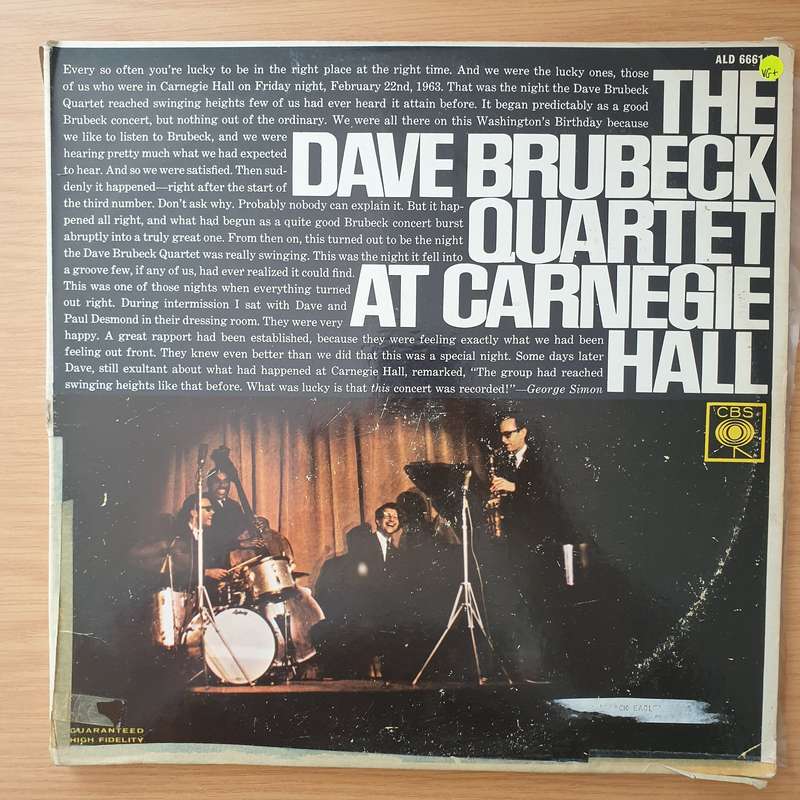 ALD 6661
VG+
Every so often you're lucky to be in the right place at the right time. And we were the lucky ones, those
of us who were in Carnegie Hall on Friday night, February 22nd, 1963. That was the night the Dave Brubeck
Quartet reached swinging heights few of us had ever heard it attain before. It began predictably as a good
Brubeck concert, but nothing out of the ordinary. We were all there on this Washington's Birthday because
we like to listen to Brubeck, and we were
hearing pretty much what we had expected
to hear. And so we were satisfied. Then sud-
denly it happened—right after the start of
the third number. Don't ask why. Probably nobody can explain it. But it hap-
pened all right, and what had begun as a quite good Brubeck concert burst
abruptly into a truly great one. From then on, this turned out to be the night
the Dave Brubeck Quartet was really swinging. This was the night it fell into
a groove few, if any of us, had ever realized it could find.
This was one of those nights when everything turned
out right. During intermission I sat with Dave and
Paul Desmond in their dressing room. They were very
happy. A great rapport had been established, because they were feeling exactly what we had been
feeling out front. They knew even better than we did that this was a special night. Some days later
Dave, still exultant about what had happened at Carnegie Hall, remarked, "The group had reached
swinging heights like that before. What was lucky is that this concert was recorded!"—George Simon
THE
DAVE BRUBECK
QUARTET
AT CARNEGIE
HALL
CBS
GUARANTEED
HIGH FIDELITY